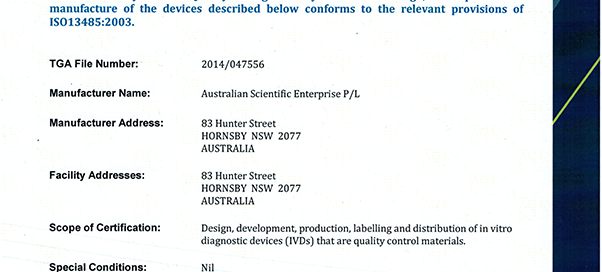 manufacture of the devices described below conforms to the relevant provisions of
ISO13485:2003.
TGA File Number: 2014/047556
Manufacturer Name: Australian Scientific Enterprise P/L
Manufacturer Address: 83 Hunter Street
HORNSBY NSW 2077
AUSTRALIA
Facility Addresses: 83 Hunter Street
HORNSBY NSW 2077
AUSTRALIA
Scope of Certification: Design, development, production, labelling and distribution of in vitro
diagnostic devices (IVDs) that are quality control materials.
Special Conditions: Nil